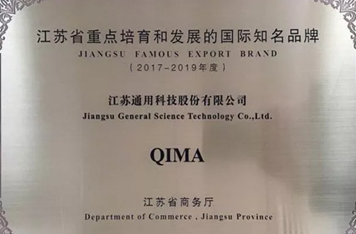 江苏省重点培育和发展的国际知名品牌
JIANGSU FAMOUS EXPORT BRAND
(2017-2019年度)
江苏通用科技股份有限公司
Jiangsu General Science Technology Co.,Ltd.
QIMA
江苏省商务厅
Department of Commerce , Jiangsu Province